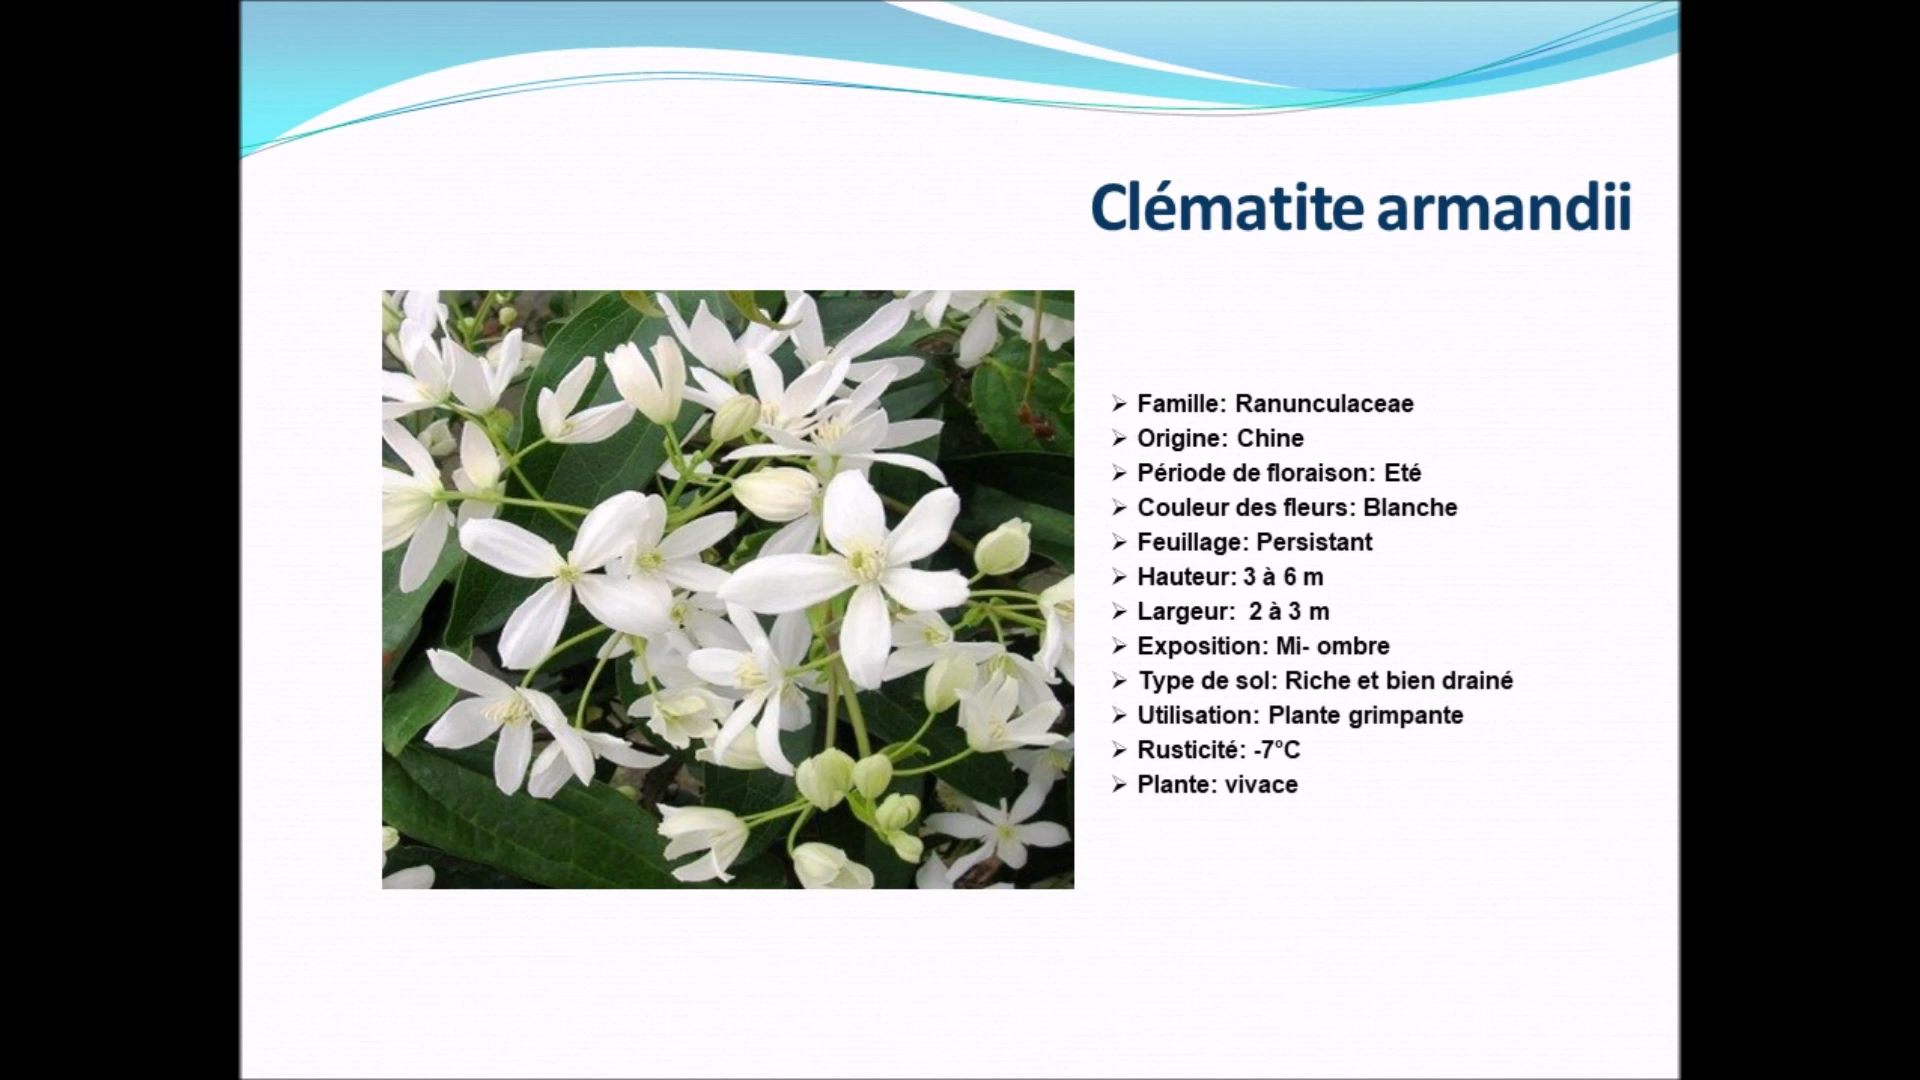 Clématite armandii
Famille: Ranunculaceae
Origine: Chine
Période de floraison: Eté
Couleur des fleurs: Blanche
Feuillage: Persistant
Hauteur: 3 à 6 m
Largeur: 2 à 3 m
Exposition: Mi- ombre
Type de sol: Riche et bien drainé
Utilisation: Plante grimpante
Rusticité: -7°C
Plante: vivace